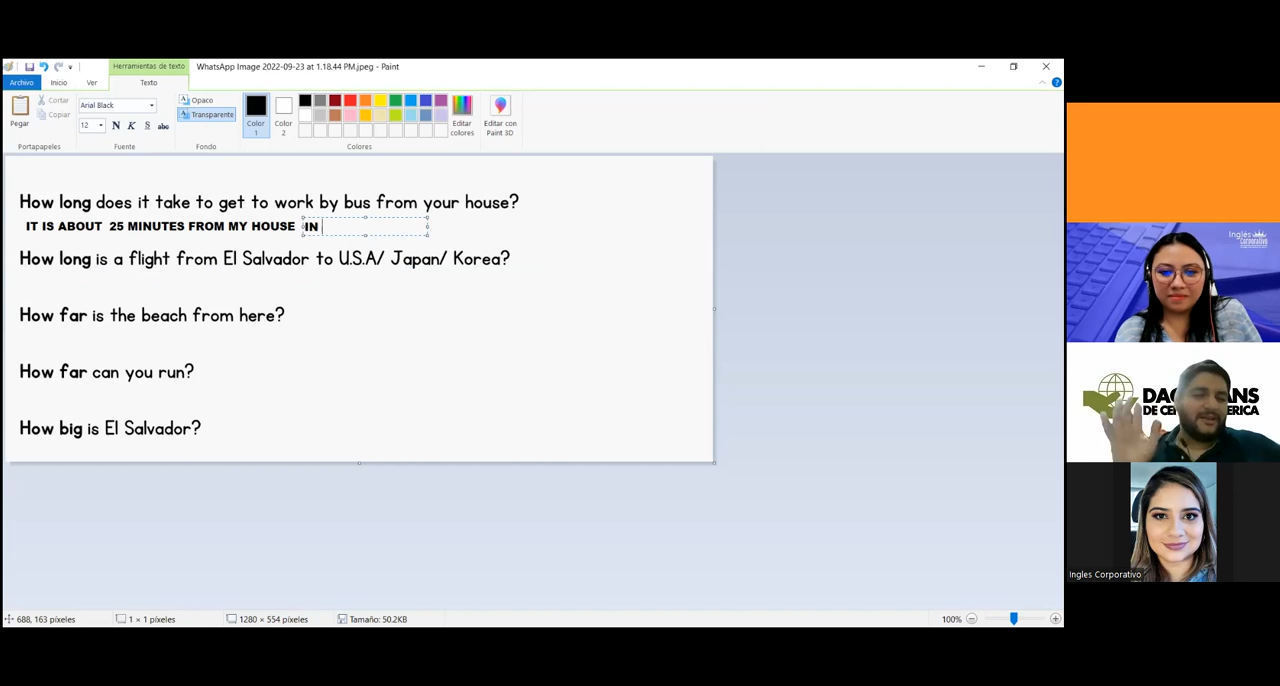 WhatsApp Image 2022-09-23 at 1.18.44 PM.jpeg - Paint
Herramientas de texto
Archivo
Inicio
Ver
Texto
Pegar
Cortar
Copiar
Portapapeles
Arial Black
12
N K S abc
Fuente
Opaco
Transparente
Fondo
Color 1
Color 2
Editar colores
Editar con Paint 3D
Colores
How long does it take to get to work by bus from your house?
IT IS ABOUT 25 MINUTES FROM MY HOUSE IN
How long is a flight from El Salvador to U.S.A/ Japan/ Korea?
How far is the beach from here?
How far can you run?
How big is El Salvador?
688, 163 píxeles
1 × 1 píxeles
1280 × 554 píxeles
Tamaño: 50.2KB
100%
Inglés Corporativo
Ingles Corporativo